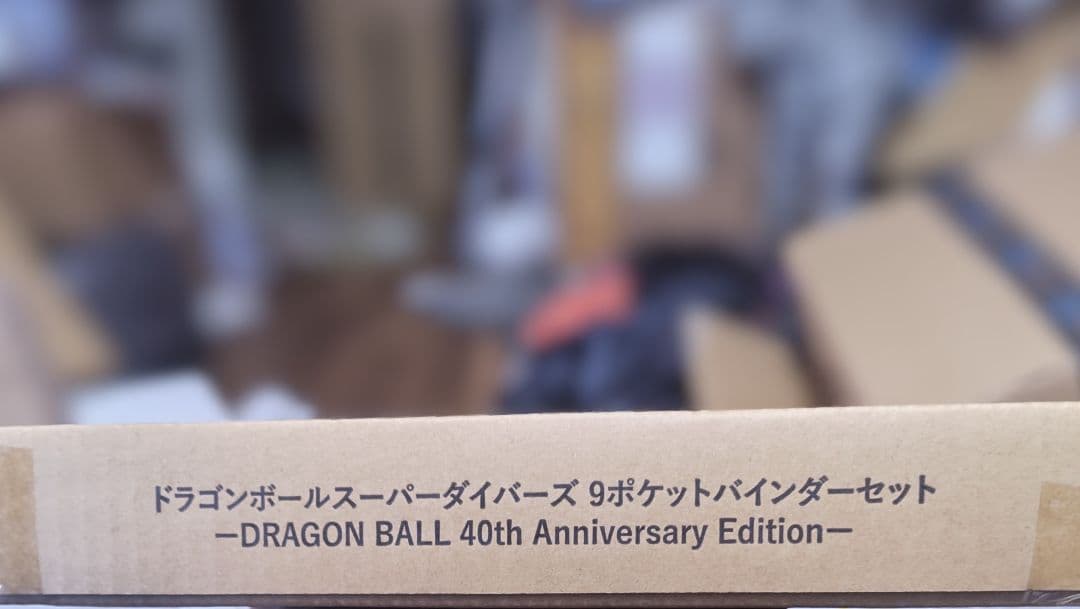 ドラゴンボールスーパーダイバーズ 9ポケットバインダーセット
ーDRAGON BALL 40th Anniversary Editionー